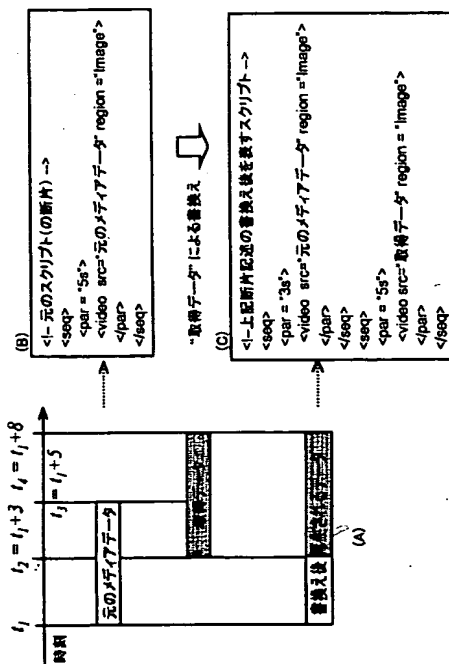 時刻
t₁
t₂ = t₁+3
t₃ = t₁+5
t₄ = t₁+8
元のメディアデータ
取得データ
書換え後
(A)
(B)
<!– 元のスクリプト(の断片) –>
<seq>
<par = "5s">
<video src="元のメディアデータ" region ="Image">
</par>
</seq>
"取得データ"による書換え
(C)
<!–上記断片記述の書換え後を表すスクリプト–>
<seq>
<par = "3s">
<video src="元のメディアデータ" region ="Image">
</par>
</seq>
<seq>
<par = "5s">
<video src="取得データ" region ="Image">
</par>
</seq>